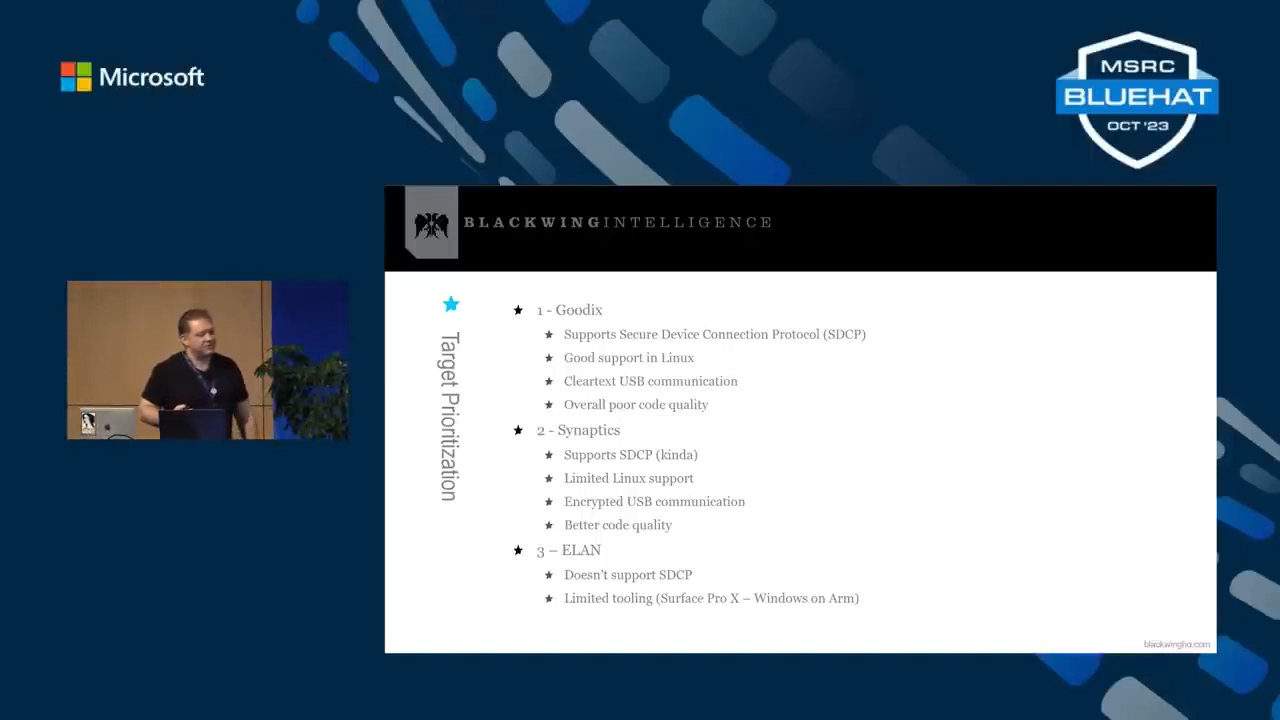 Microsoft
MSRC
BLUEHAT
OCT '23
BLACKWINGINTELLIGENCE
Target Prioritization
1 - Goodix
Supports Secure Device Connection Protocol (SDCP)
Good support in Linux
Cleartext USB communication
Overall poor code quality
2 - Synaptics
Supports SDCP (kinda)
Limited Linux support
Encrypted USB communication
Better code quality
3 – ELAN
Doesn't support SDCP
Limited tooling (Surface Pro X – Windows on Arm)
blackwinghq.com